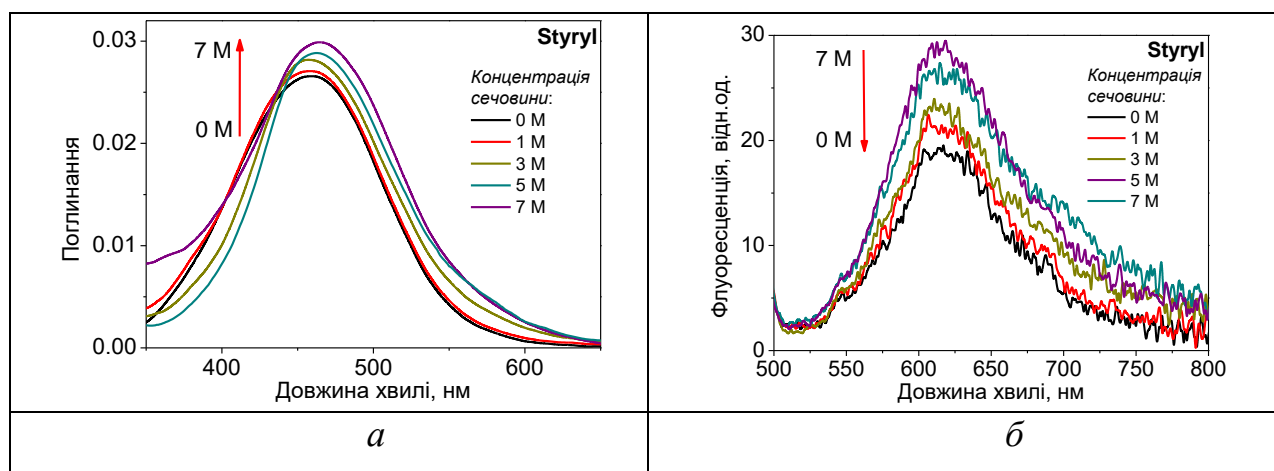 Styryl
7 M
0 M
Концентрація
сечовини:
0 M
1 M
3 M
5 M
7 M
Поглинання
0.03
0.02
0.01
0.00
400
500
600
Довжина хвилі, нм
Styryl
7 M
0 M
Концентрація
сечовини:
0 M
1 M
3 M
5 M
7 M
Флуоресценція, відн.од.
30
20
10
0
500
550
600
650
700
750
800
Довжина хвилі, нм
а
б